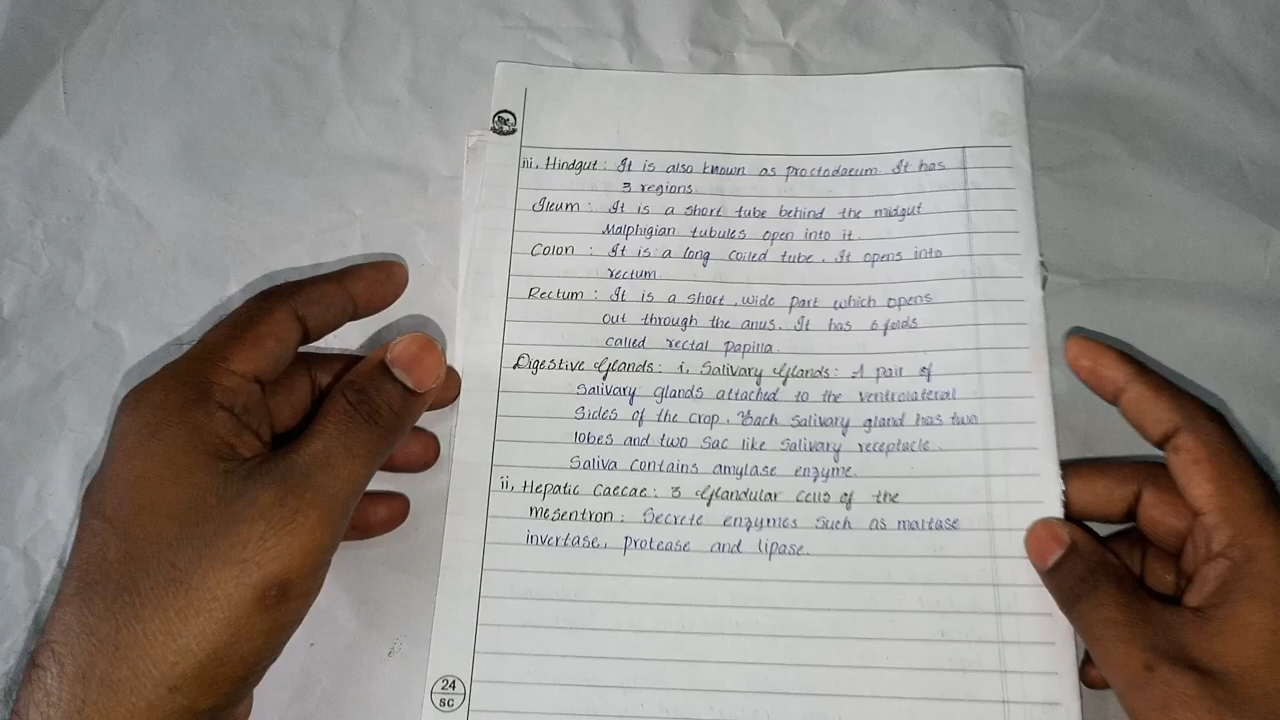 iii, Hindgut : It is also known as proctodaeum It has
3 regions.
Ileum : It is a short tube behind the midgut
Malphigian tubules open into it.
Colon : It is a long coiled tube. It opens into
rectum.
Rectum : It is a short, wide part which opens
out through the anus. It has 6 folds
called rectal papilla.
Digestive Glands : i, Salivary Glands : A pair of
Salivary glands attached to the ventrolateral
Sides of the crop. Each Salivary gland has two
lobes and two Sac like Salivary receptacle.
Saliva contains amylase enzyme.
ii, Hepatic Caecae : 3 Glandular cells of the
mesentron : Secrete enzymes Such as maltase
invertase, protease and lipase.
24
SC